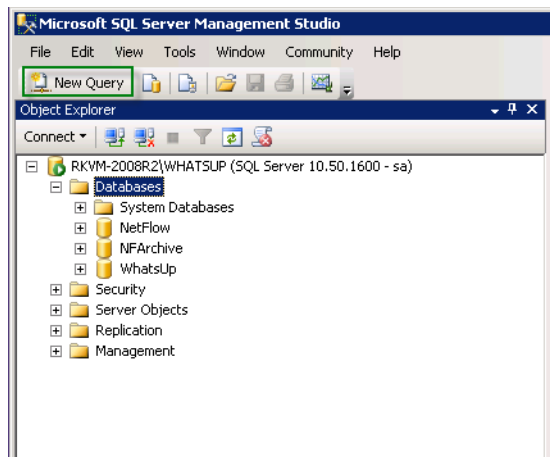 Microsoft SQL Server Management Studio
File Edit View Tools Window Community Help
New Query
Object Explorer
Connect
RKVM-2008R2\WHATSUP (SQL Server 10.50.1600 - sa)
Databases
System Databases
NetFlow
NFArchive
WhatsUp
Security
Server Objects
Replication
Management